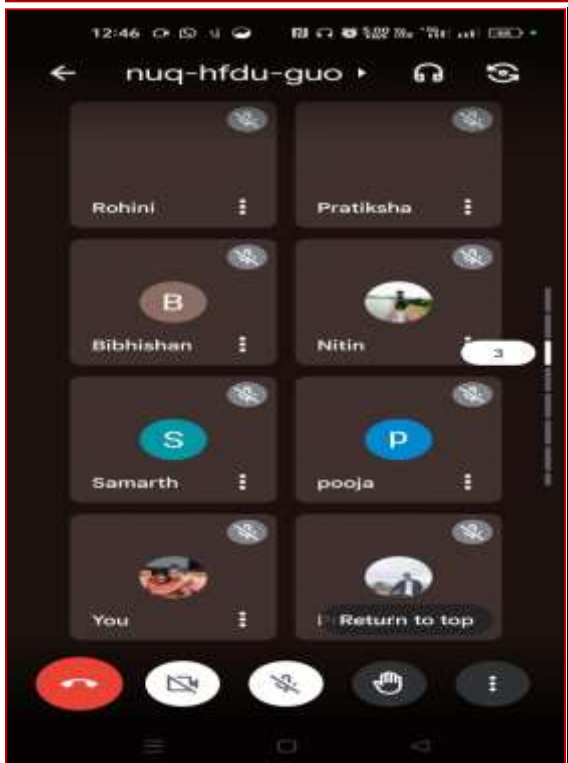 12:46
nuq-hfdu-guo
Rohini
Pratiksha
B
Bibhishan
Nitin
3
S
Samarth
P
pooja
You
Return to top